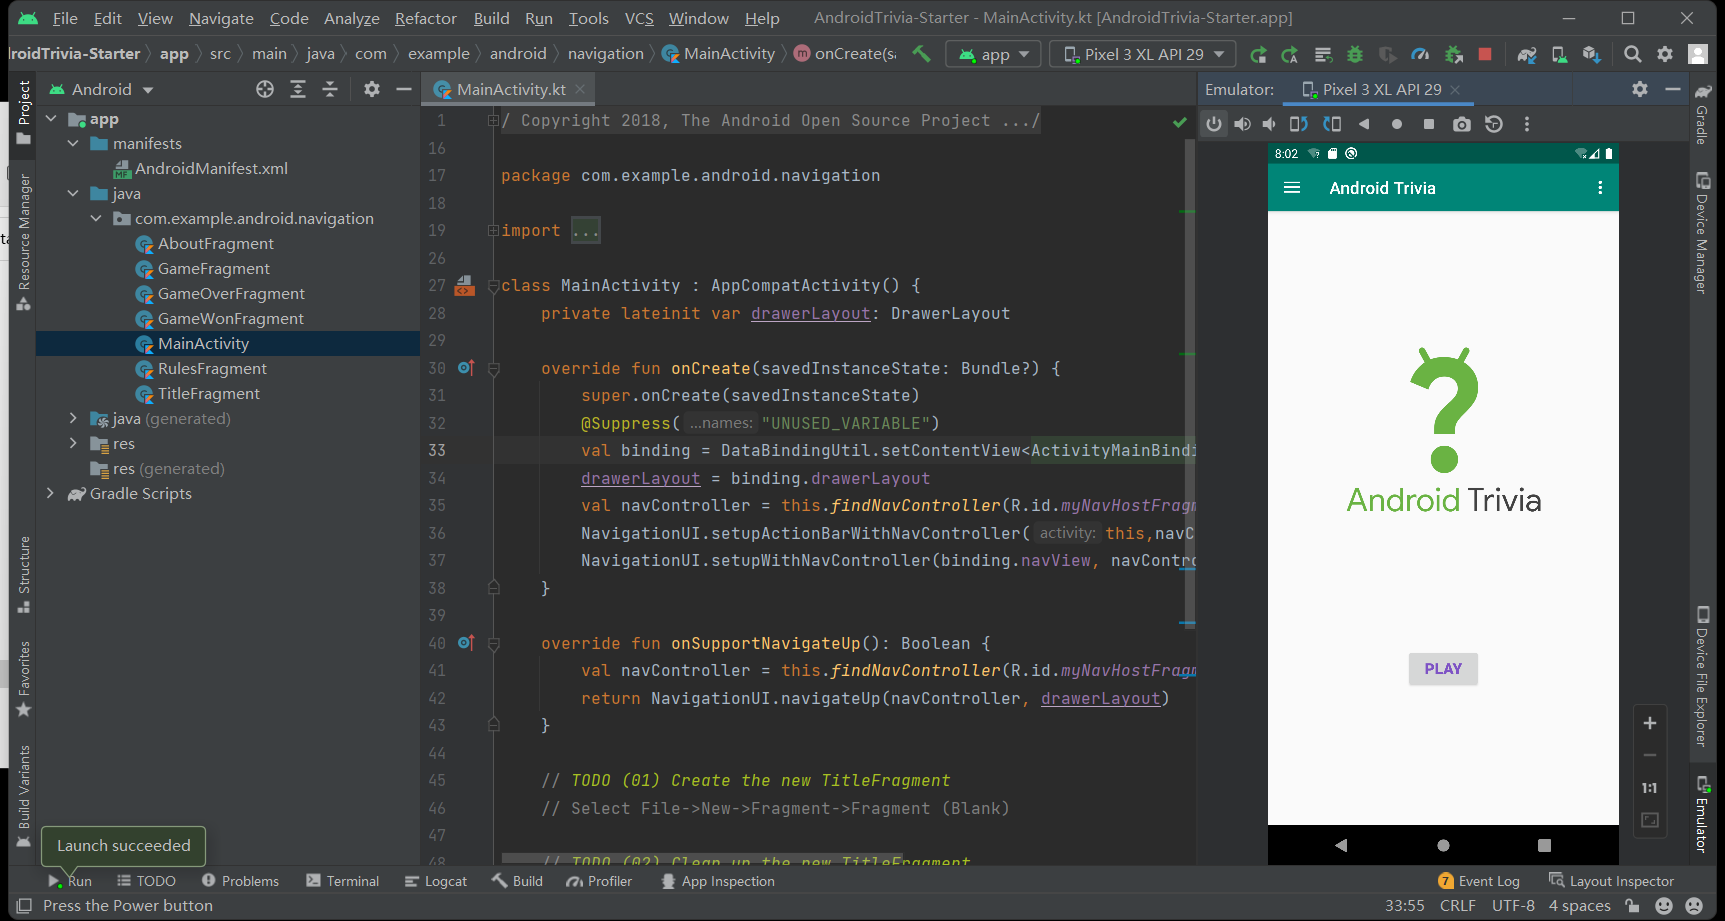 File Edit View Navigate Code Analyze Refactor Build Run Tools VCS Window Help AndroidTrivia-Starter - MainActivity.kt [AndroidTrivia-Starter.app]
app src main java com example android navigation MainActivity onCreate(sa app Pixel 3 XL API 29
Project
Resource Manager
Structure
Favorites
Build Variants
Android
app
manifests
AndroidManifest.xml
java
com.example.android.navigation
AboutFragment
GameFragment
GameOverFragment
GameWonFragment
MainActivity
RulesFragment
TitleFragment
java (generated)
res
res (generated)
Gradle Scripts
MainActivity.kt
1 / Copyright 2018, The Android Open Source Project .../
16
17 package com.example.android.navigation
18
19 import ...
26
27 class MainActivity : AppCompatActivity() {
28 private lateinit var drawerLayout: DrawerLayout
29
30 override fun onCreate(savedInstanceState: Bundle?) {
31 super.onCreate(savedInstanceState)
32 @Suppress( ...names: "UNUSED_VARIABLE")
33 val binding = DataBindingUtil.setContentView<ActivityMainBindi
34 drawerLayout = binding.drawerLayout
35 val navController = this.findNavController(R.id.myNavHostFragm
36 NavigationUI.setupActionBarWithNavController( activity: this,navC
37 NavigationUI.setupWithNavController(binding.navView, navContro
38 }
39
40 override fun onSupportNavigateUp(): Boolean {
41 val navController = this.findNavController(R.id.myNavHostFragm
42 return NavigationUI.navigateUp(navController, drawerLayout)
43 }
44
45 // TODO (01) Create the new TitleFragment
46 // Select File->New->Fragment->Fragment (Blank)
47
48 // TODO (02) Clean up the new TitleFragment
Emulator: Pixel 3 XL API 29
8:02
Android Trivia
Android Trivia
PLAY
1:1
Gradle
Device Manager
Device File Explorer
Emulator
Launch succeeded
Run TODO Problems Terminal Logcat Build Profiler App Inspection 7 Event Log Layout Inspector
Press the Power button 33:55 CRLF UTF-8 4 spaces